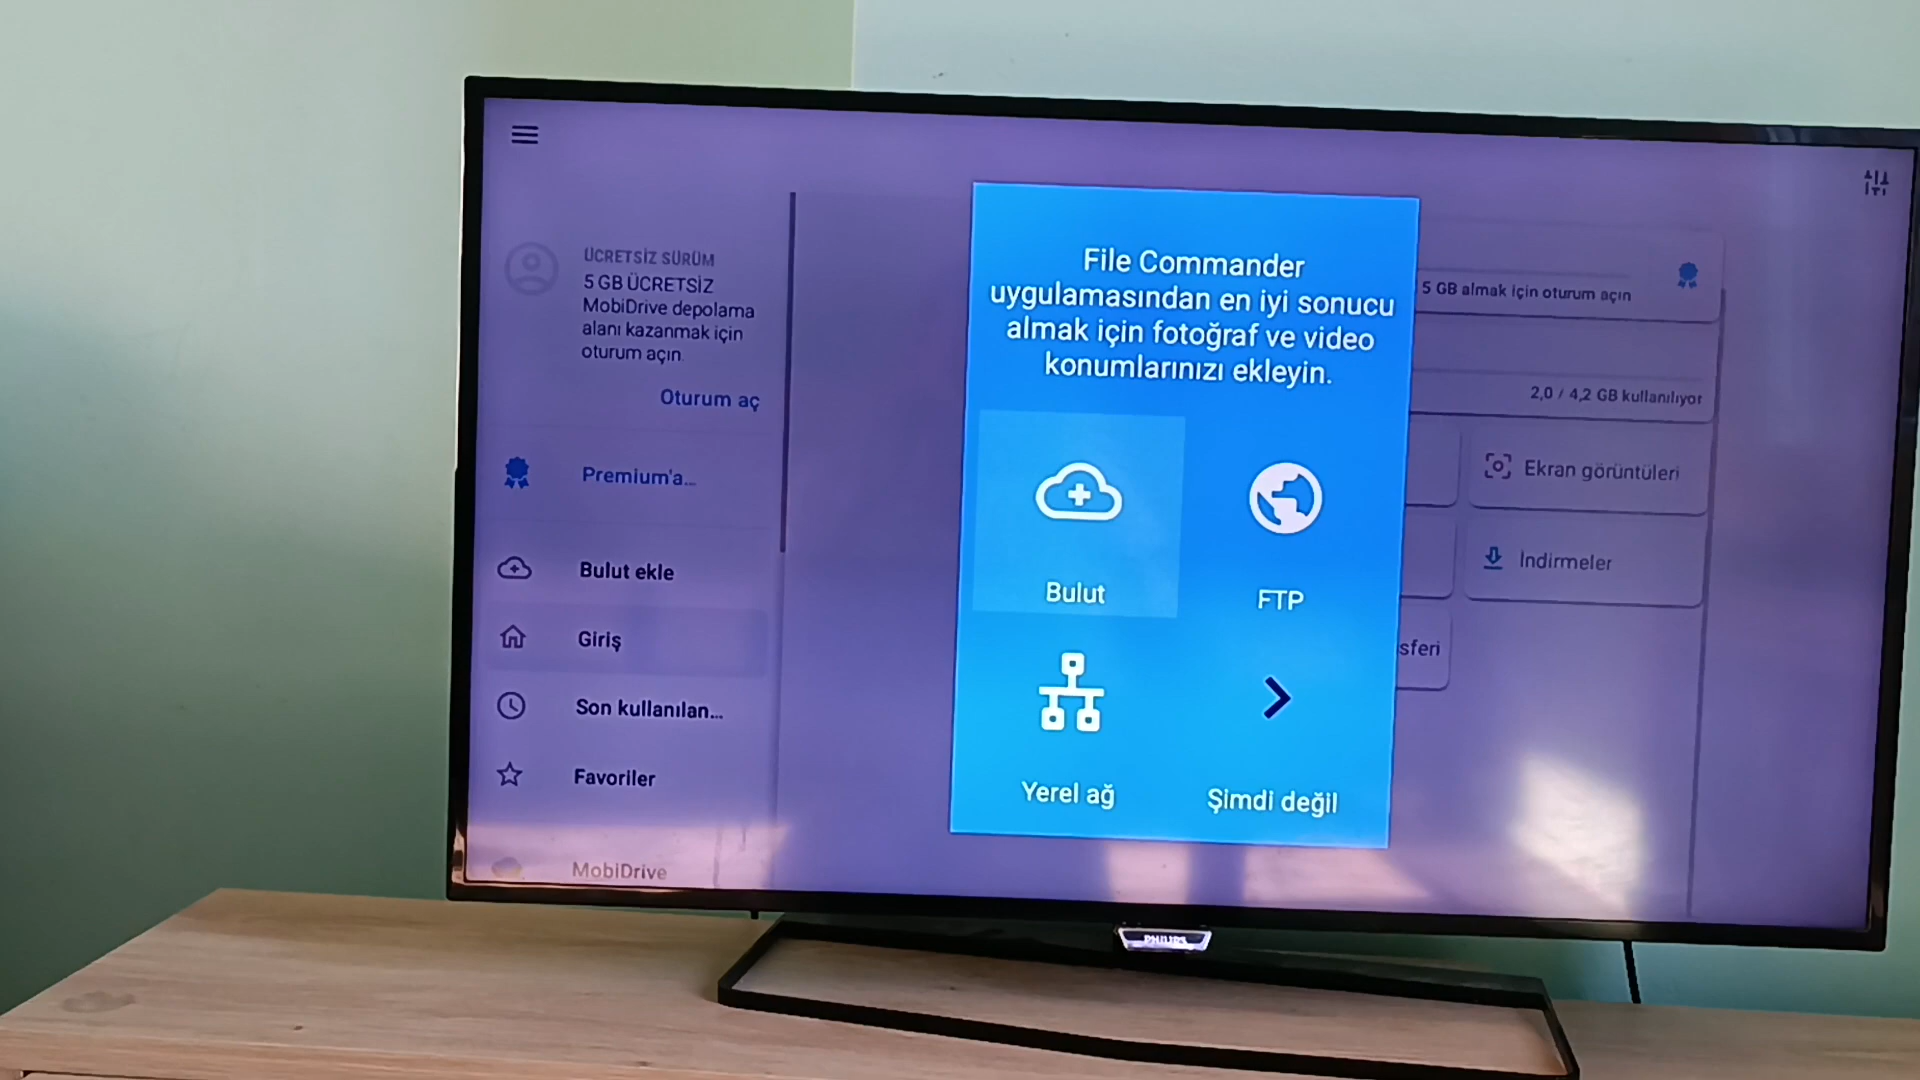 ÜCRETSİZ SÜRÜM
5 GB ÜCRETSİZ
MobiDrive depolama
alanı kazanmak için
oturum açın.
Oturum aç
Premium'a...
Bulut ekle
Giriş
Son kullanılan...
Favoriler
MobiDrive
File Commander
uygulamasından en iyi sonucu
almak için fotoğraf ve video
konumlarınızı ekleyin.
Bulut
FTP
Yerel ağ
Şimdi değil
5 GB almak için oturum açın
2,0 / 4,2 GB kullanılıyor
Ekran görüntüleri
İndirmeler
sferi
PHILIPS